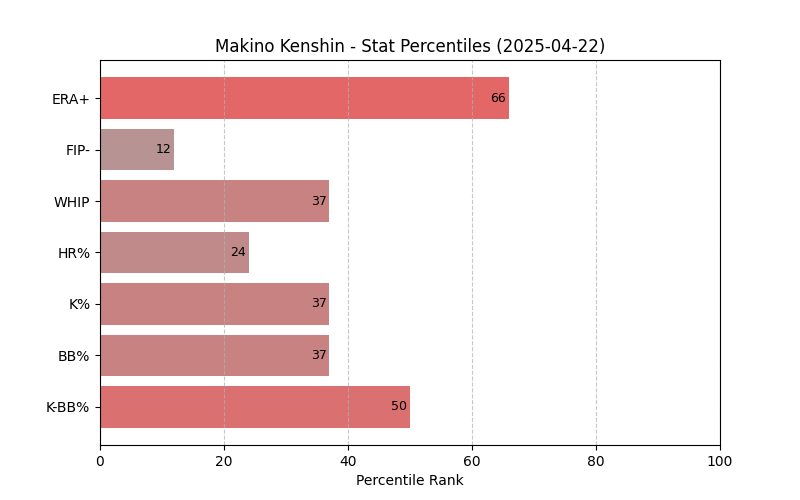 Makino Kenshin - Stat Percentiles (2025-04-22)
ERA+ 66
FIP- 12
WHIP 37
HR% 24
K% 37
BB% 37
K-BB% 50
0 20 40 60 80 100
Percentile Rank